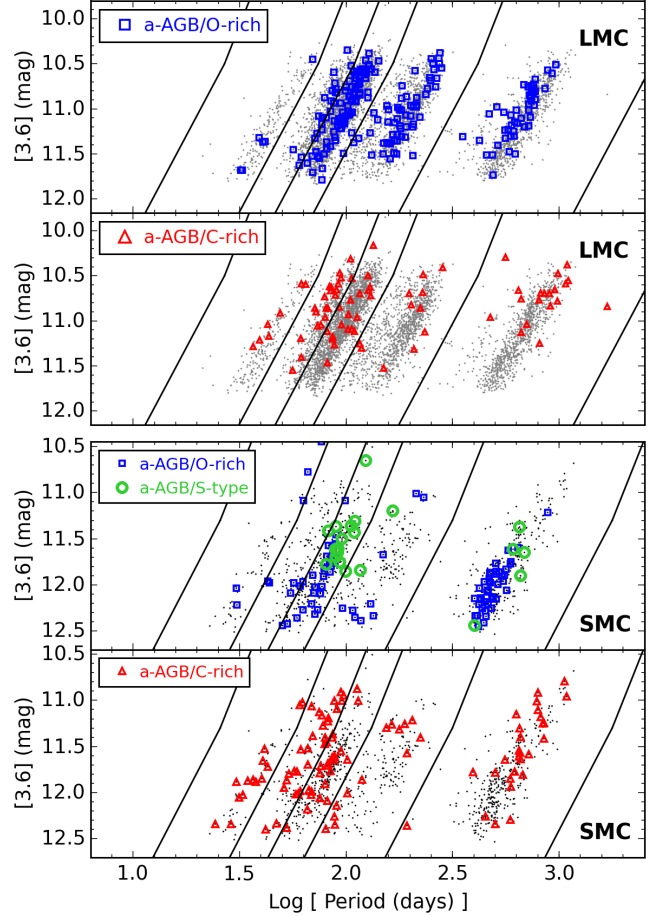 a-AGB/O-rich
LMC
10.0
10.5
11.0
11.5
12.0
[3.6] (mag)
a-AGB/C-rich
LMC
10.0
10.5
11.0
11.5
12.0
[3.6] (mag)
a-AGB/O-rich
a-AGB/S-type
10.5
11.0
11.5
12.0
12.5
[3.6] (mag)
SMC
a-AGB/C-rich
10.5
11.0
11.5
12.0
12.5
[3.6] (mag)
SMC
1.0 1.5 2.0 2.5 3.0
Log [ Period (days) ]